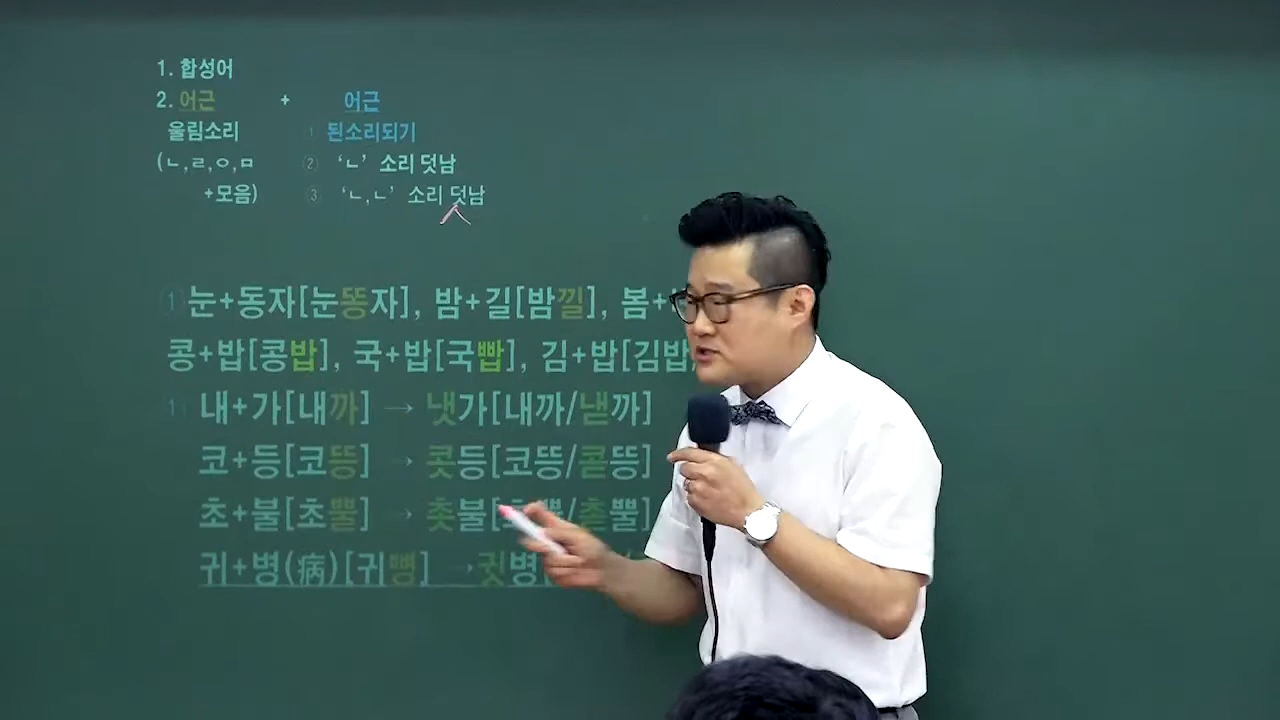 1. 합성어
2. 어근 + 어근
울림소리 ① 된소리되기
(ㄴ,ㄹ,ㅇ,ㅁ ② ‘ㄴ’ 소리 덧남
+모음) ③ ‘ㄴ,ㄴ’ 소리 덧남
ㅅ
1) 눈+동자[눈똥자], 밤+길[밤낄], 봄+
콩+밥[콩밥], 국+밥[국빱], 김+밥[김밥
1) 내+가[내까] → 냇가[내까/낻까]
코+등[코뜽] → 콧등[코뜽/콛뜽]
초+불[초뿔] → 촛불[초뿔/촏뿔]
귀+병(病)[귀뼝] → 귓병[